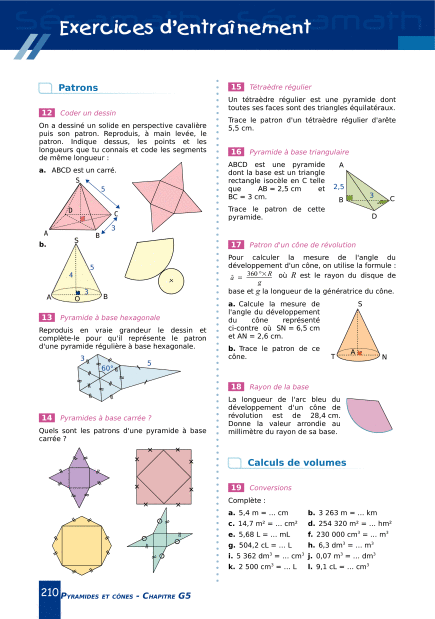 Exercices d'entraînement
Patrons
12 Coder un dessin
On a dessiné un solide en perspective cavalière
puis son patron. Reproduis, à main levée, le
patron. Indique dessus, les points et les
longueurs que tu connais et code les segments
de même longueur :
a. ABCD est un carré.
S
5
D
C
A
B
3
b.
S
5
4
3
A
O
B
13 Pyramide à base hexagonale
Reproduis en vraie grandeur le dessin et
complète-le pour qu'il représente le patron
d'une pyramide régulière à base hexagonale.
3
60°
5
14 Pyramides à base carrée ?
Quels sont les patrons d'une pyramide à base
carrée ?
15 Tétraèdre régulier
Un tétraèdre régulier est une pyramide dont
toutes ses faces sont des triangles équilatéraux.
Trace le patron d'un tétraèdre régulier d'arête
5,5 cm.
16 Pyramide à base triangulaire
ABCD est une pyramide
dont la base est un triangle
rectangle isocèle en C telle
que AB = 2,5 cm et
BC = 3 cm.
Trace le patron de cette
pyramide.
A
2,5
3
B
C
D
17 Patron d'un cône de révolution
Pour calculer la mesure de l'angle du
développement d'un cône, on utilise la formule :
â = 360°×R / g où R est le rayon du disque de
base et g la longueur de la génératrice du cône.
a. Calcule la mesure de
l'angle du développement
du cône représenté
ci-contre où SN = 6,5 cm
et AN = 2,6 cm.
b. Trace le patron de ce
cône.
S
A
T
N
18 Rayon de la base
La longueur de l'arc bleu du
développement d'un cône de
révolution est de 28,4 cm.
Donne la valeur arrondie au
millimètre du rayon de sa base.
Calculs de volumes
19 Conversions
Complète :
a. 5,4 m = ... cm b. 3 263 m = ... km
c. 14,7 m² = ... cm² d. 254 320 m² = ... hm²
e. 5,68 L = ... mL f. 230 000 cm³ = ... m³
g. 504,2 cL = ... L h. 6,3 dm³ = ... m³
i. 5 362 dm³ = ... cm³ j. 0,07 m³ = ... dm³
k. 2 500 cm³ = ... L l. 9,1 cL = ... cm³
210 PYRAMIDES ET CÔNES - CHAPITRE G5